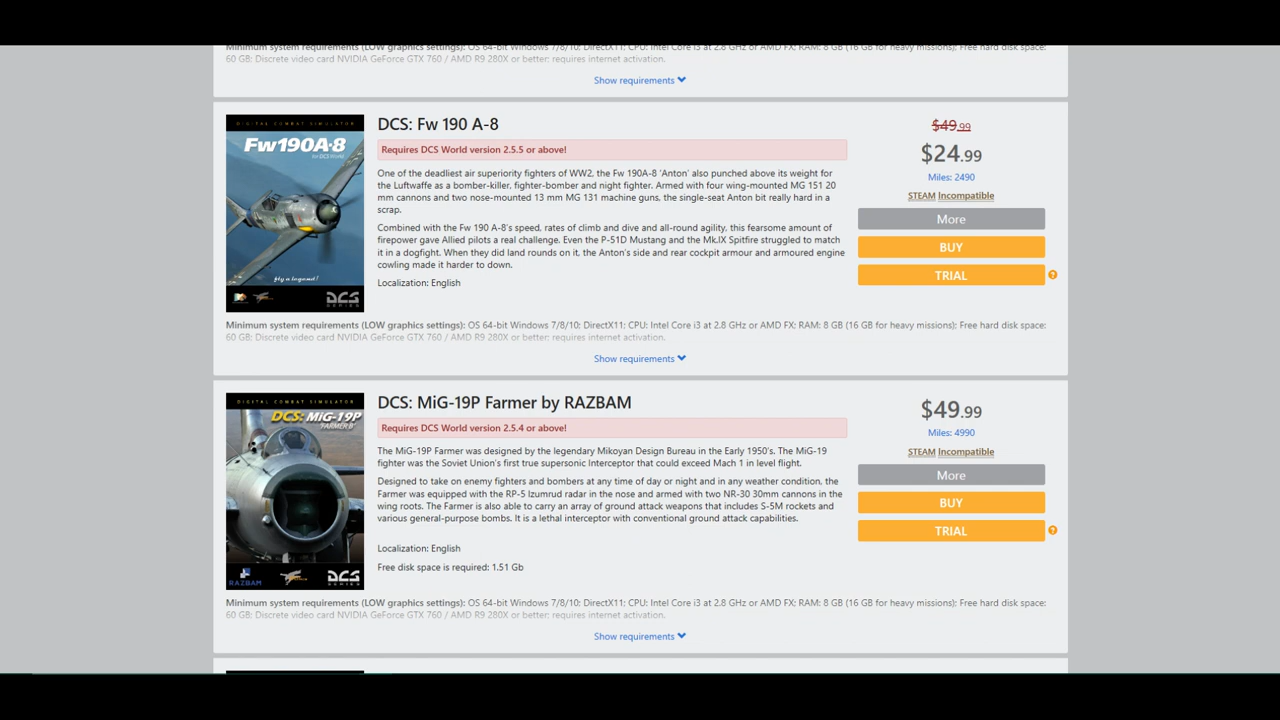 Minimum system requirements (LOW graphics settings): OS 64-bit Windows 7/8/10; DirectX11; CPU: Intel Core i3 at 2.8 GHz or AMD FX; RAM: 8 GB (16 GB for heavy missions); Free hard disk space:
60 GB; Discrete video card NVIDIA GeForce GTX 760 / AMD R9 280X or better; requires internet activation.
Show requirements
DIGITAL COMBAT SIMULATOR
Fw190A-8
for DCS World
fly a legend!
DCS
SERIES
DCS: Fw 190 A-8
Requires DCS World version 2.5.5 or above!
One of the deadliest air superiority fighters of WW2, the Fw 190A-8 'Anton' also punched above its weight for
the Luftwaffe as a bomber-killer, fighter-bomber and night fighter. Armed with four wing-mounted MG 151 20
mm cannons and two nose-mounted 13 mm MG 131 machine guns, the single-seat Anton bit really hard in a
scrap.
Combined with the Fw 190 A-8's speed, rates of climb and dive and all-round agility, this fearsome amount of
firepower gave Allied pilots a real challenge. Even the P-51D Mustang and the Mk.IX Spitfire struggled to match
it in a dogfight. When they did land rounds on it, the Anton's side and rear cockpit armour and armoured engine
cowling made it harder to down.
Localization: English
$49.99
$24.99
Miles: 2490
STEAM Incompatible
More
BUY
TRIAL
?
Minimum system requirements (LOW graphics settings): OS 64-bit Windows 7/8/10; DirectX11; CPU: Intel Core i3 at 2.8 GHz or AMD FX; RAM: 8 GB (16 GB for heavy missions); Free hard disk space:
60 GB; Discrete video card NVIDIA GeForce GTX 760 / AMD R9 280X or better; requires internet activation.
Show requirements
DIGITAL COMBAT SIMULATOR
DCS: MiG-19P
'FARMER B'
RAZBAM
DCS
SERIES
DCS: MiG-19P Farmer by RAZBAM
Requires DCS World version 2.5.4 or above!
The MiG-19P Farmer was designed by the legendary Mikoyan Design Bureau in the Early 1950's. The MiG-19
fighter was the Soviet Union's first true supersonic Interceptor that could exceed Mach 1 in level flight.
Designed to take on enemy fighters and bombers at any time of day or night and in any weather condition, the
Farmer was equipped with the RP-5 Izumrud radar in the nose and armed with two NR-30 30mm cannons in the
wing roots. The Farmer is also able to carry an array of ground attack weapons that includes S-5M rockets and
various general-purpose bombs. It is a lethal interceptor with conventional ground attack capabilities.
Localization: English
Free disk space is required: 1.51 Gb
$49.99
Miles: 4990
STEAM Incompatible
More
BUY
TRIAL
?
Minimum system requirements (LOW graphics settings): OS 64-bit Windows 7/8/10; DirectX11; CPU: Intel Core i3 at 2.8 GHz or AMD FX; RAM: 8 GB (16 GB for heavy missions); Free hard disk space:
60 GB; Discrete video card NVIDIA GeForce GTX 760 / AMD R9 280X or better; requires internet activation.
Show requirements